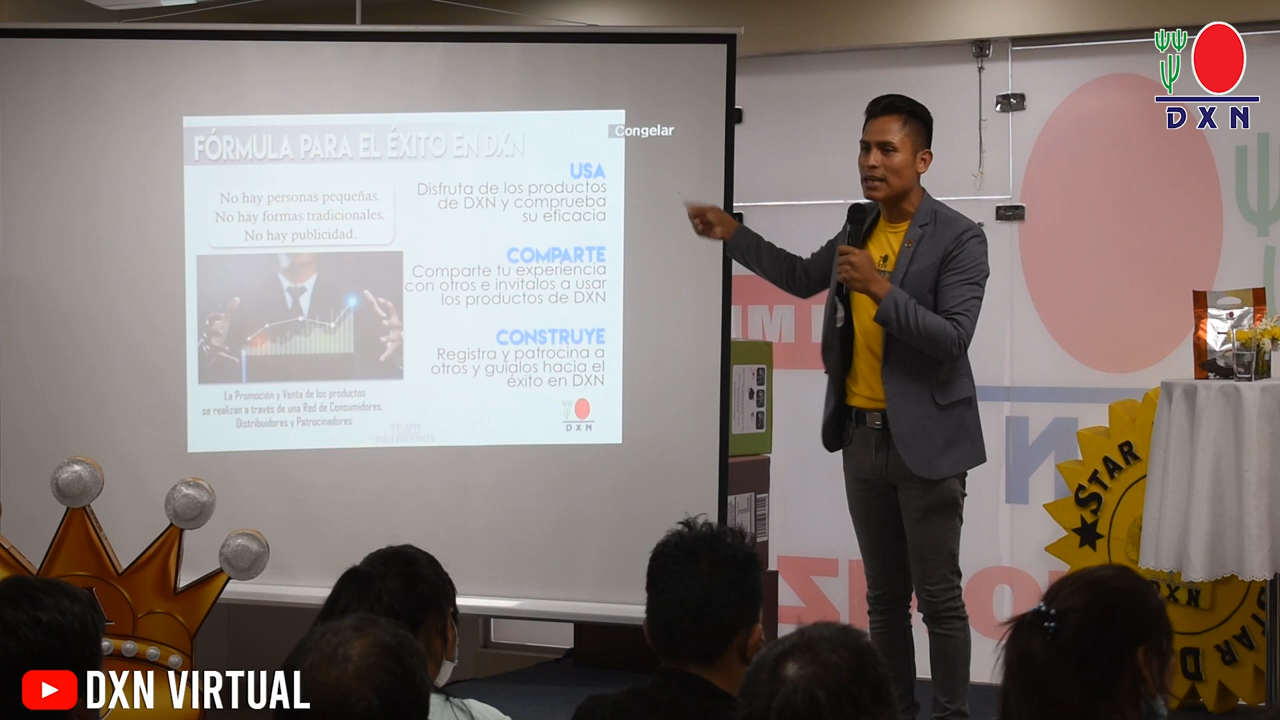 FÓRMULA PARA EL ÉXITO EN DXN
Congelar
No hay personas pequeñas.
No hay formas tradicionales.
No hay publicidad.
La Promoción y Venta de los productos
se realizan a través de una Red de Consumidores,
Distribuidores y Patrocinadores.
USA
Disfruta de los productos
de DXN y comprueba
su eficacia
COMPARTE
Comparte tu experiencia
con otros e invitalos a usar
los productos de DXN
CONSTRUYE
Registra y patrocina a
otros y guíalos hacia el
éxito en DXN
DXN
DXN
STAR
DXN
STAR D
DXN VIRTUAL